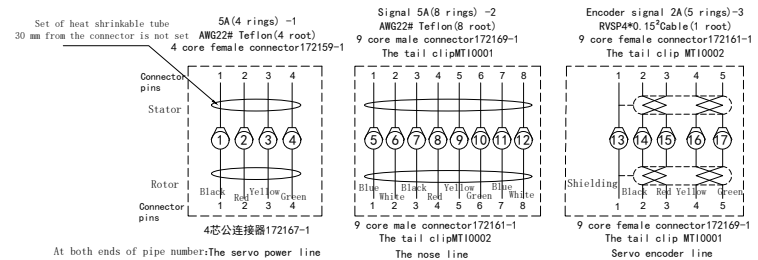 Set of heat shrinkable tube
30 mm from the connector is not set
5A(4 rings) -1
AWG22# Teflon(4 root)
4 core female connector172159-1
Signal 5A(8 rings) -2
AWG22# Teflon(8 root)
9 core male connector172169-1
The tail clipMTI0001
Encoder signal 2A(5 rings)-3
RVSP4*0.15²Cable(1 root)
9 core female connector172161-1
The tail clip MTI0002
Connector pins
1 2 3 4
1 2 3 4 5 6 7 8
1 2 3 4 5
Stator
1 2 3 4
5 6 7 8 9 10 11 12
13 14 15 16 17
Rotor
Black Red Yellow Green
Blue White Black Red Yellow Green Blue White
Shielding Black Red Yellow Green
Connector pins
1 2 3 4
1 2 3 4 5 6 7 8
1 2 3 4 5
4芯公连接器172167-1
9 core male connector172161-1
The tail clipMTI0002
9 core female connector172169-1
The tail clip MTI0001
At both ends of pipe number:The servo power line
The nose line
Servo encoder line